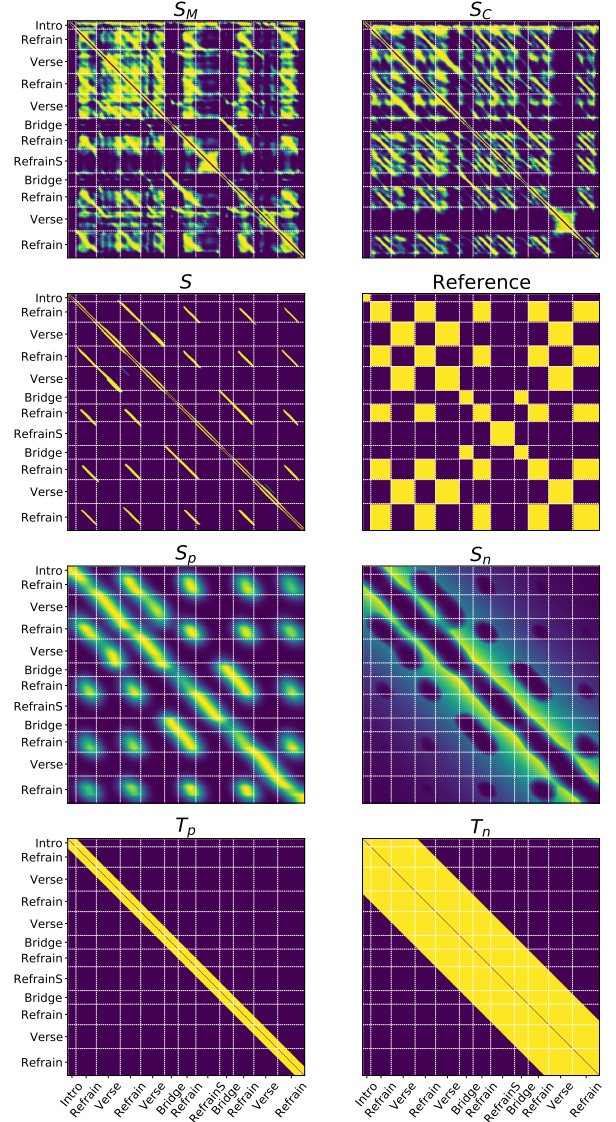 S_M
S_C
Intro
Refrain
Verse
Refrain
Verse
Bridge
Refrain
RefrainS
Bridge
Refrain
Verse
Refrain
S
Reference
Intro
Refrain
Verse
Refrain
Verse
Bridge
Refrain
RefrainS
Bridge
Refrain
Verse
Refrain
S_p
S_n
Intro
Refrain
Verse
Refrain
Verse
Bridge
Refrain
RefrainS
Bridge
Refrain
Verse
Refrain
T_p
T_n
Intro
Refrain
Verse
Refrain
Verse
Bridge
Refrain
RefrainS
Bridge
Refrain
Verse
Refrain
Intro Refrain Verse Refrain Verse Bridge Refrain RefrainS Bridge Refrain Verse Refrain
Intro Refrain Verse Refrain Verse Bridge Refrain RefrainS Bridge Refrain Verse Refrain